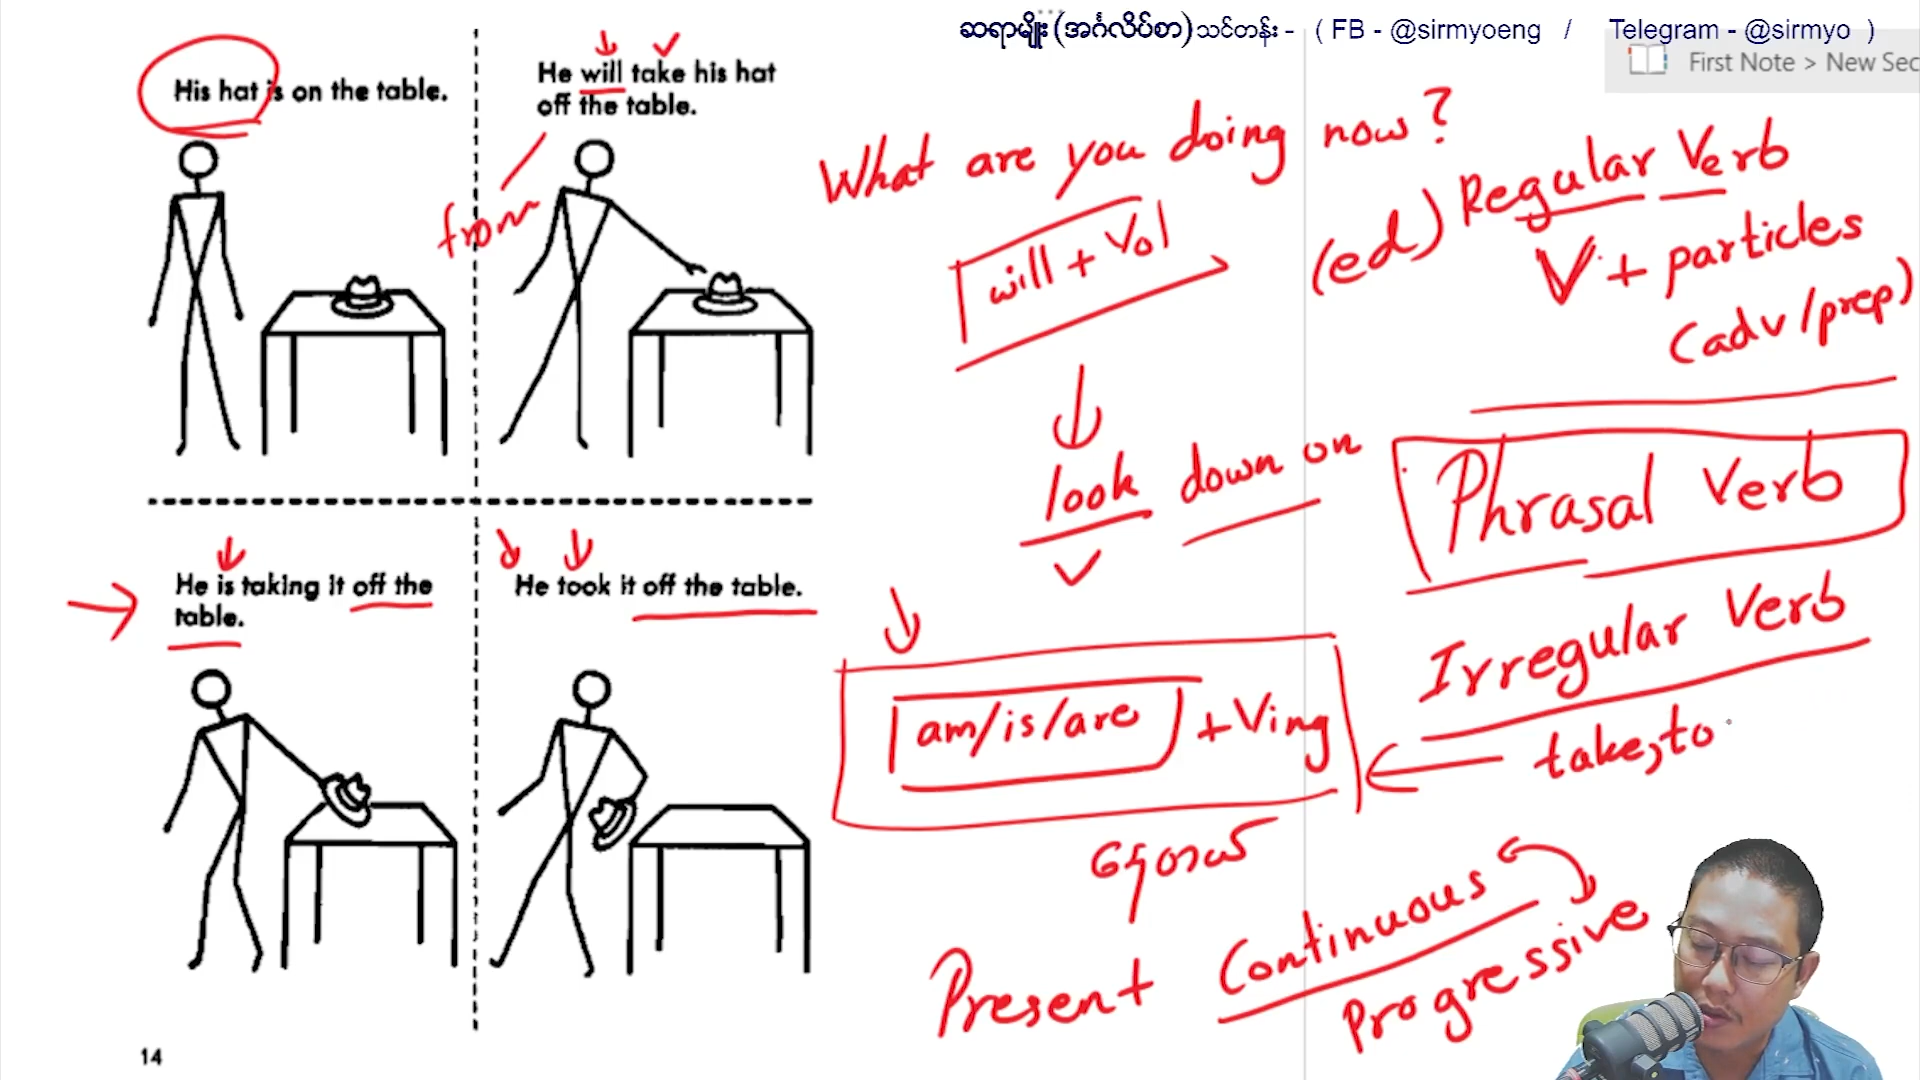 ဆရာမျိုး (အင်္ဂလိပ်စာ) သင်တန်း - ( FB - @sirmyoeng / Telegram - @sirmyo )
First Note > New Sec
His hat is on the table.
He will take his hat
off the table.
from
He is taking it off the
table.
He took it off the table.
14
What are you doing now?
will + Vo1
look down on
am/is/are + Ving
Present Continuous
Progressive
(ed) Regular Verb
V + particles
(adv/prep)
Phrasal Verb
Irregular Verb
take, to